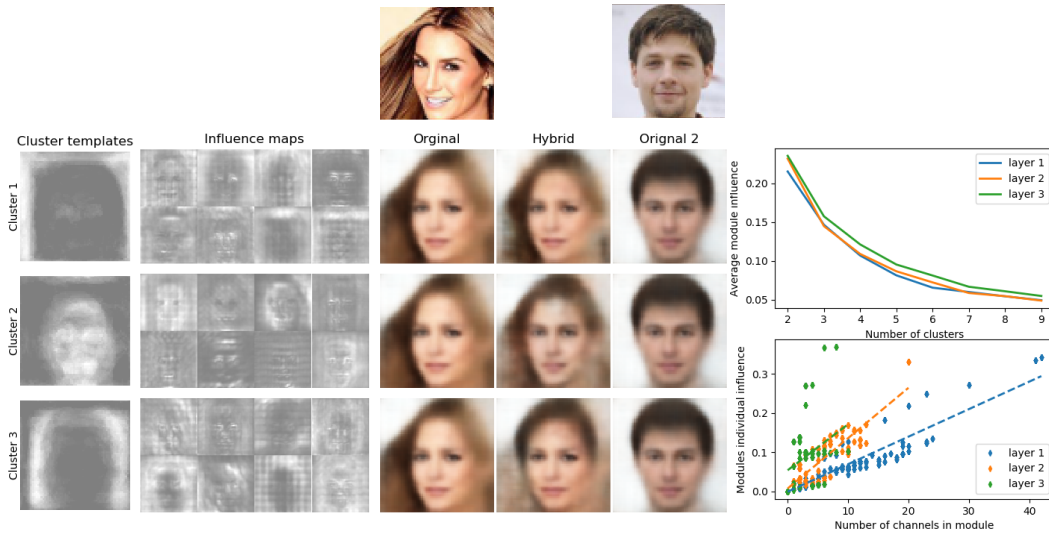 Cluster templates
Influence maps
Orginal
Hybrid
Orignal 2
Cluster 1
Cluster 2
Cluster 3
Average module influence
0.20
0.15
0.10
0.05
layer 1
layer 2
layer 3
2 3 4 5 6 7 8 9
Number of clusters
Modules individual influence
0.3
0.2
0.1
0.0
layer 1
layer 2
layer 3
0 10 20 30 40
Number of channels in module